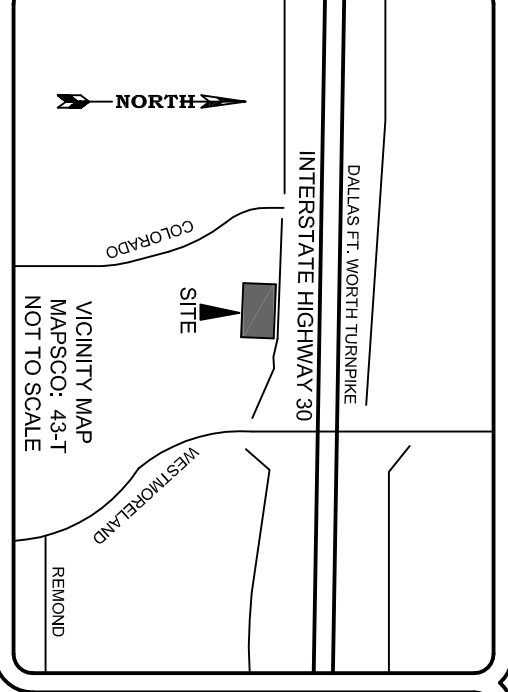 NORTH
DALLAS FT. WORTH TURNPIKE
INTERSTATE HIGHWAY 30
COLORADO
SITE
WESTMORELAND
REMOND
VICINITY MAP
MAPSCO: 43-T
NOT TO SCALE